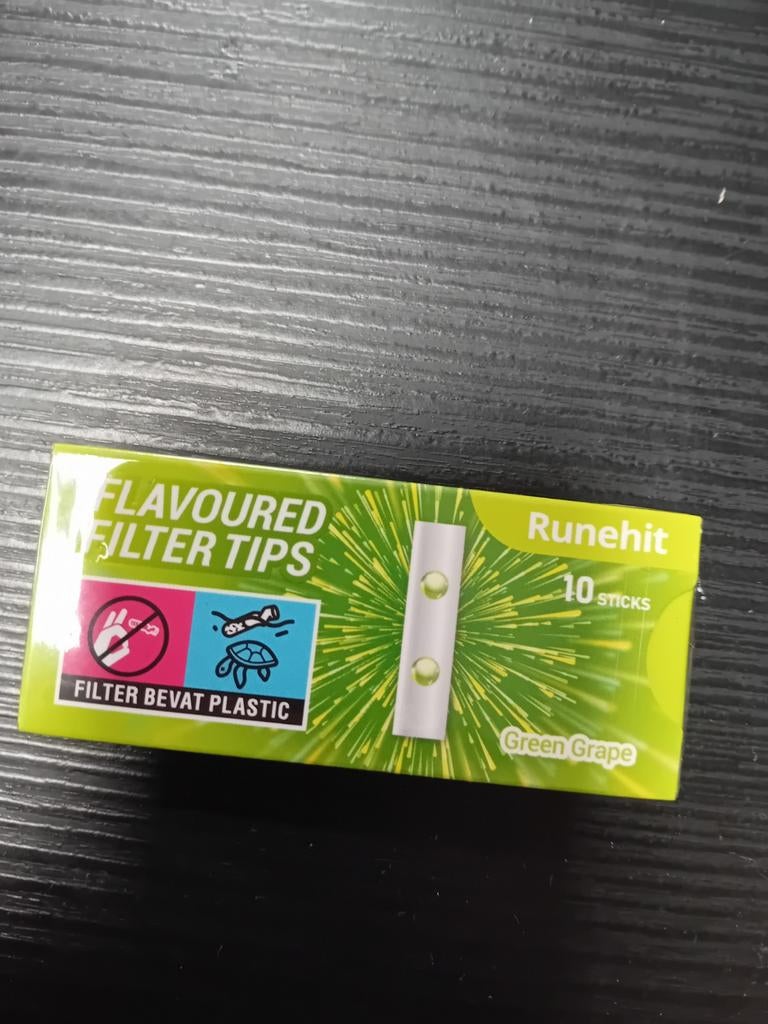 FLAVOURED
FILTER TIPS
Runehit
10 STICKS
FILTER BEVAT PLASTIC
Green Grape